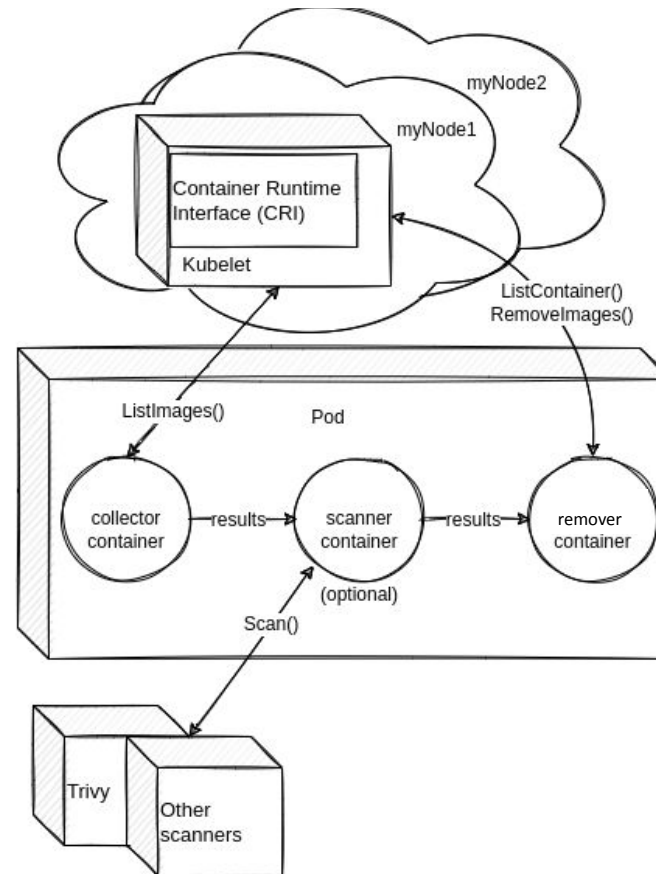 myNode2
myNode1
Container Runtime
Interface (CRI)
Kubelet
ListContainer()
RemoveImages()
ListImages()
Pod
collector
container
results
scanner
container
(optional)
results
remover
container
Scan()
Trivy
Other
scanners